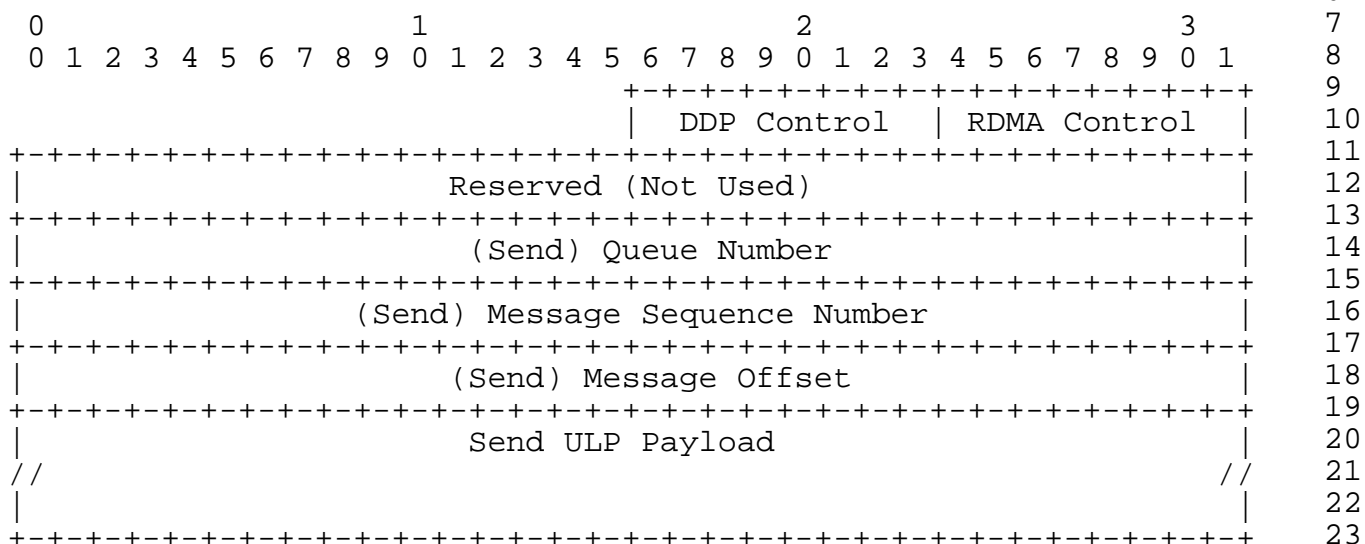 0                   1                   2                   3     7
 0 1 2 3 4 5 6 7 8 9 0 1 2 3 4 5 6 7 8 9 0 1 2 3 4 5 6 7 8 9 0 1   8
                                +-+-+-+-+-+-+-+-+-+-+-+-+-+-+-+-+  9
                                |  DDP Control  | RDMA Control  |  10
+-+-+-+-+-+-+-+-+-+-+-+-+-+-+-+-+-+-+-+-+-+-+-+-+-+-+-+-+-+-+-+-+  11
|                      Reserved (Not Used)                      |  12
+-+-+-+-+-+-+-+-+-+-+-+-+-+-+-+-+-+-+-+-+-+-+-+-+-+-+-+-+-+-+-+-+  13
|                       (Send) Queue Number                     |  14
+-+-+-+-+-+-+-+-+-+-+-+-+-+-+-+-+-+-+-+-+-+-+-+-+-+-+-+-+-+-+-+-+  15
|                 (Send) Message Sequence Number                |  16
+-+-+-+-+-+-+-+-+-+-+-+-+-+-+-+-+-+-+-+-+-+-+-+-+-+-+-+-+-+-+-+-+  17
|                      (Send) Message Offset                    |  18
+-+-+-+-+-+-+-+-+-+-+-+-+-+-+-+-+-+-+-+-+-+-+-+-+-+-+-+-+-+-+-+-+  19
|                       Send ULP Payload                        |  20
//                                                             //  21
|                                                               |  22
+-+-+-+-+-+-+-+-+-+-+-+-+-+-+-+-+-+-+-+-+-+-+-+-+-+-+-+-+-+-+-+-+  23